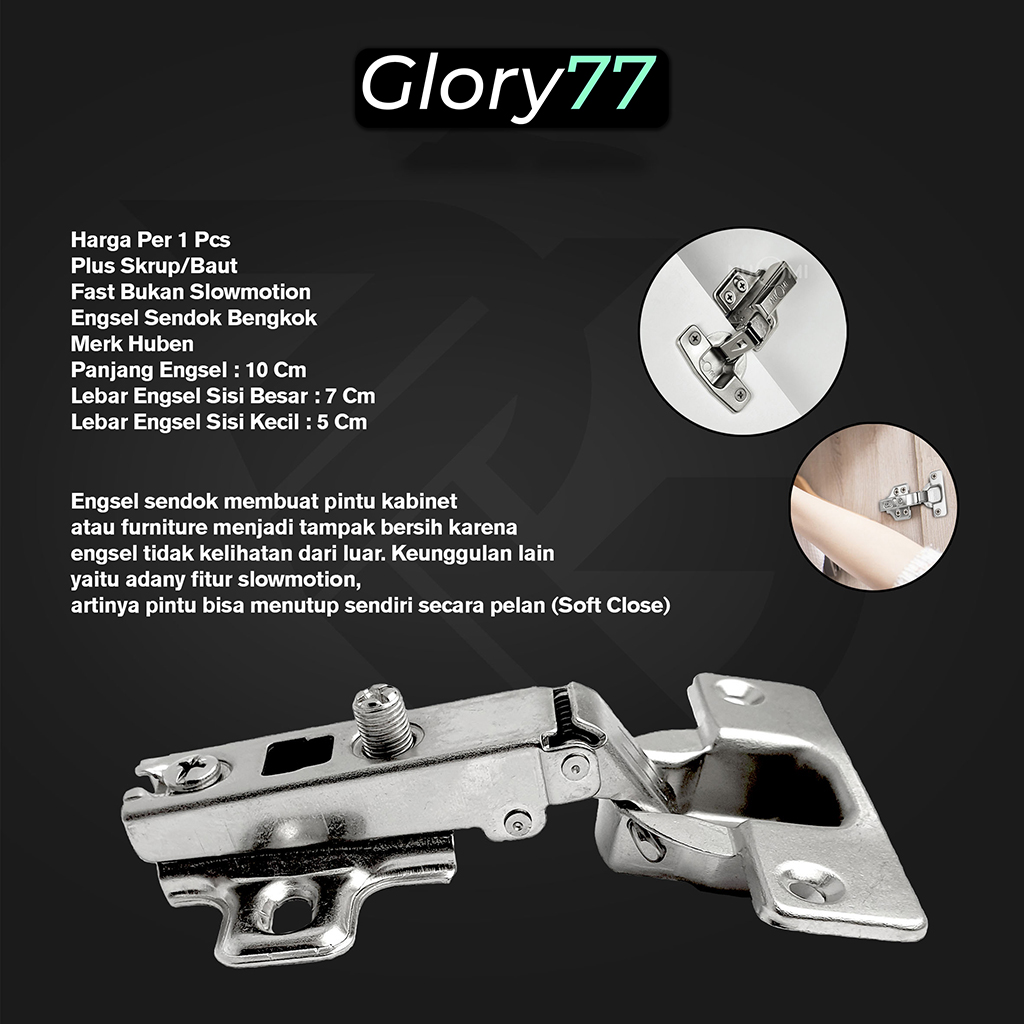 Glory77
Harga Per 1 Pcs
Plus Skrup/Baut
Fast Bukan Slowmotion
Engsel Sendok Bengkok
Merk Huben
Panjang Engsel : 10 Cm
Lebar Engsel Sisi Besar : 7 Cm
Lebar Engsel Sisi Kecil : 5 Cm
Engsel sendok membuat pintu kabinet
atau furniture menjadi tampak bersih karena
engsel tidak kelihatan dari luar. Keunggulan lain
yaitu adany fitur slowmotion,
artinya pintu bisa menutup sendiri secara pelan (Soft Close)